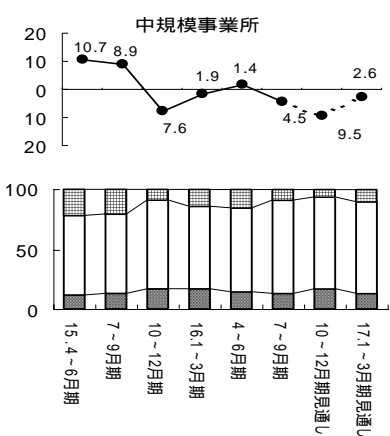 中規模事業所
20
10
0
10
20
10.7
8.9
7.6
1.9
1.4
4.5
9.5
2.6
100
50
0
15.4~6月期
7~9月期
10~12月期
16.1~3月期
4~6月期
7~9月期
10~12月期見通し
17.1~3月期見通し